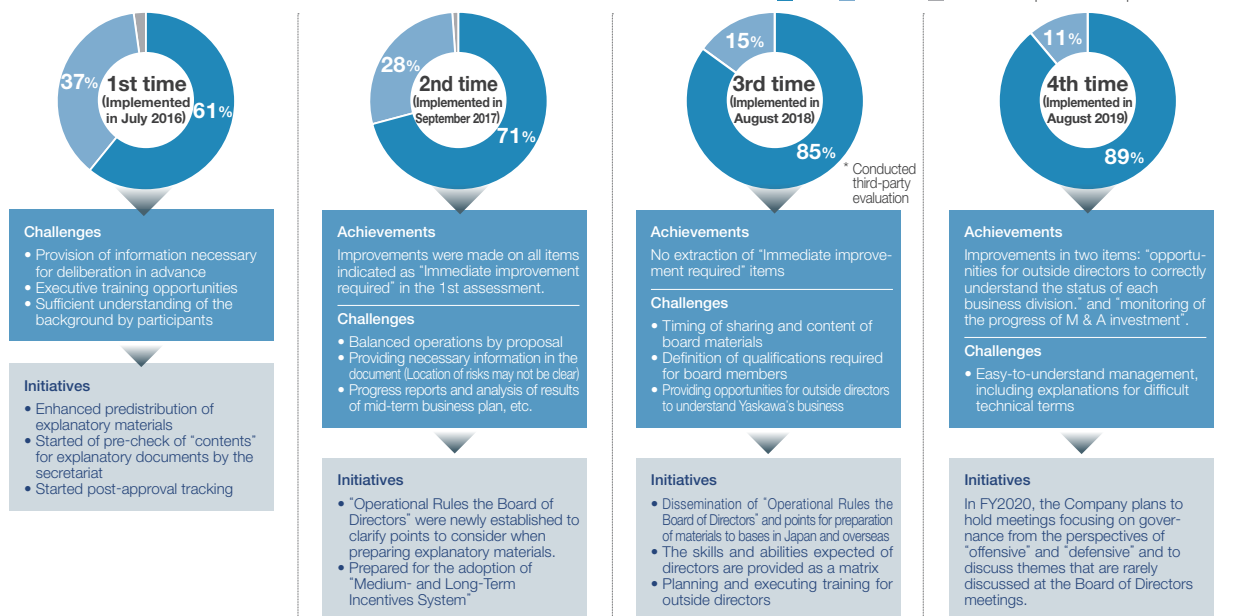 37%
1st time
(Implemented
in July 2016)
61%
Challenges
• Provision of information necessary
for deliberation in advance
• Executive training opportunities
• Sufficient understanding of the
background by participants
Initiatives
• Enhanced predistribution of
explanatory materials
• Started of pre-check of "contents"
for explanatory documents by the
secretariat
• Started post-approval tracking
28%
2nd time
(Implemented in
September 2017)
71%
Achievements
Improvements were made on all items
indicated as "Immediate improvement
required" in the 1st assessment.
Challenges
• Balanced operations by proposal
• Providing necessary information in the
document (Location of risks may not be clear)
• Progress reports and analysis of results
of mid-term business plan, etc.
Initiatives
• "Operational Rules the Board of
Directors" were newly established to
clarify points to consider when
preparing explanatory materials.
• Prepared for the adoption of
"Medium- and Long-Term
Incentives System"
15%
3rd time
(Implemented in
August 2018)
85%
* Conducted
third-party
evaluation
Achievements
No extraction of "Immediate improve-
ment required" items
Challenges
• Timing of sharing and content of
board materials
• Definition of qualifications required
for board members
• Providing opportunities for outside directors
to understand Yaskawa's business
Initiatives
• Dissemination of "Operational Rules the
Board of Directors" and points for preparation
of materials to bases in Japan and overseas
• The skills and abilities expected of
directors are provided as a matrix
• Planning and executing training for
outside directors
11%
4th time
(Implemented in
August 2019)
89%
Achievements
Improvements in two items: "opportu-
nities for outside directors to correctly
understand the status of each
business division." and "monitoring of
the progress of M & A investment".
Challenges
• Easy-to-understand management,
including explanations for difficult
technical terms
Initiatives
In FY2020, the Company plans to
hold meetings focusing on gover-
nance from the perspectives of
"offensive" and "defensive" and to
discuss themes that are rarely
discussed at the Board of Directors
meetings.